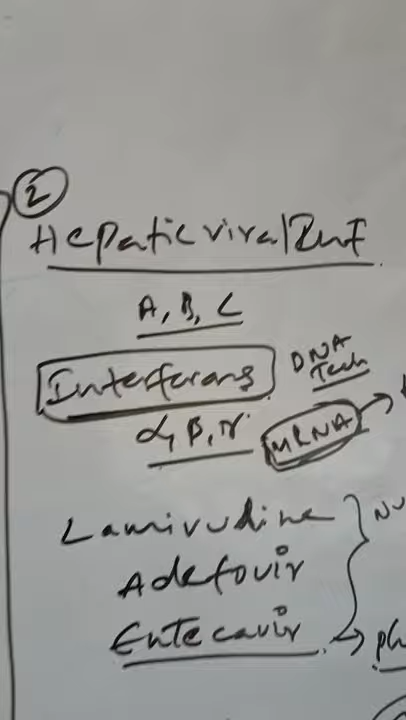 2
Hepatic viral Inf
A, B, C
Interferons
DNA
Tech
α, β, γ
MRNA
Lamivudine
Adefovir
Entecavir